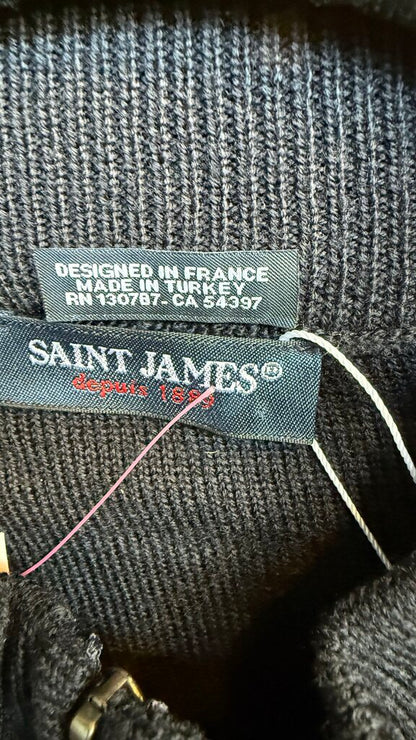 DESIGNED IN FRANCE
MADE IN TURKEY
RN 130787- CA 54397
SAINT JAMES®
depuis 1889